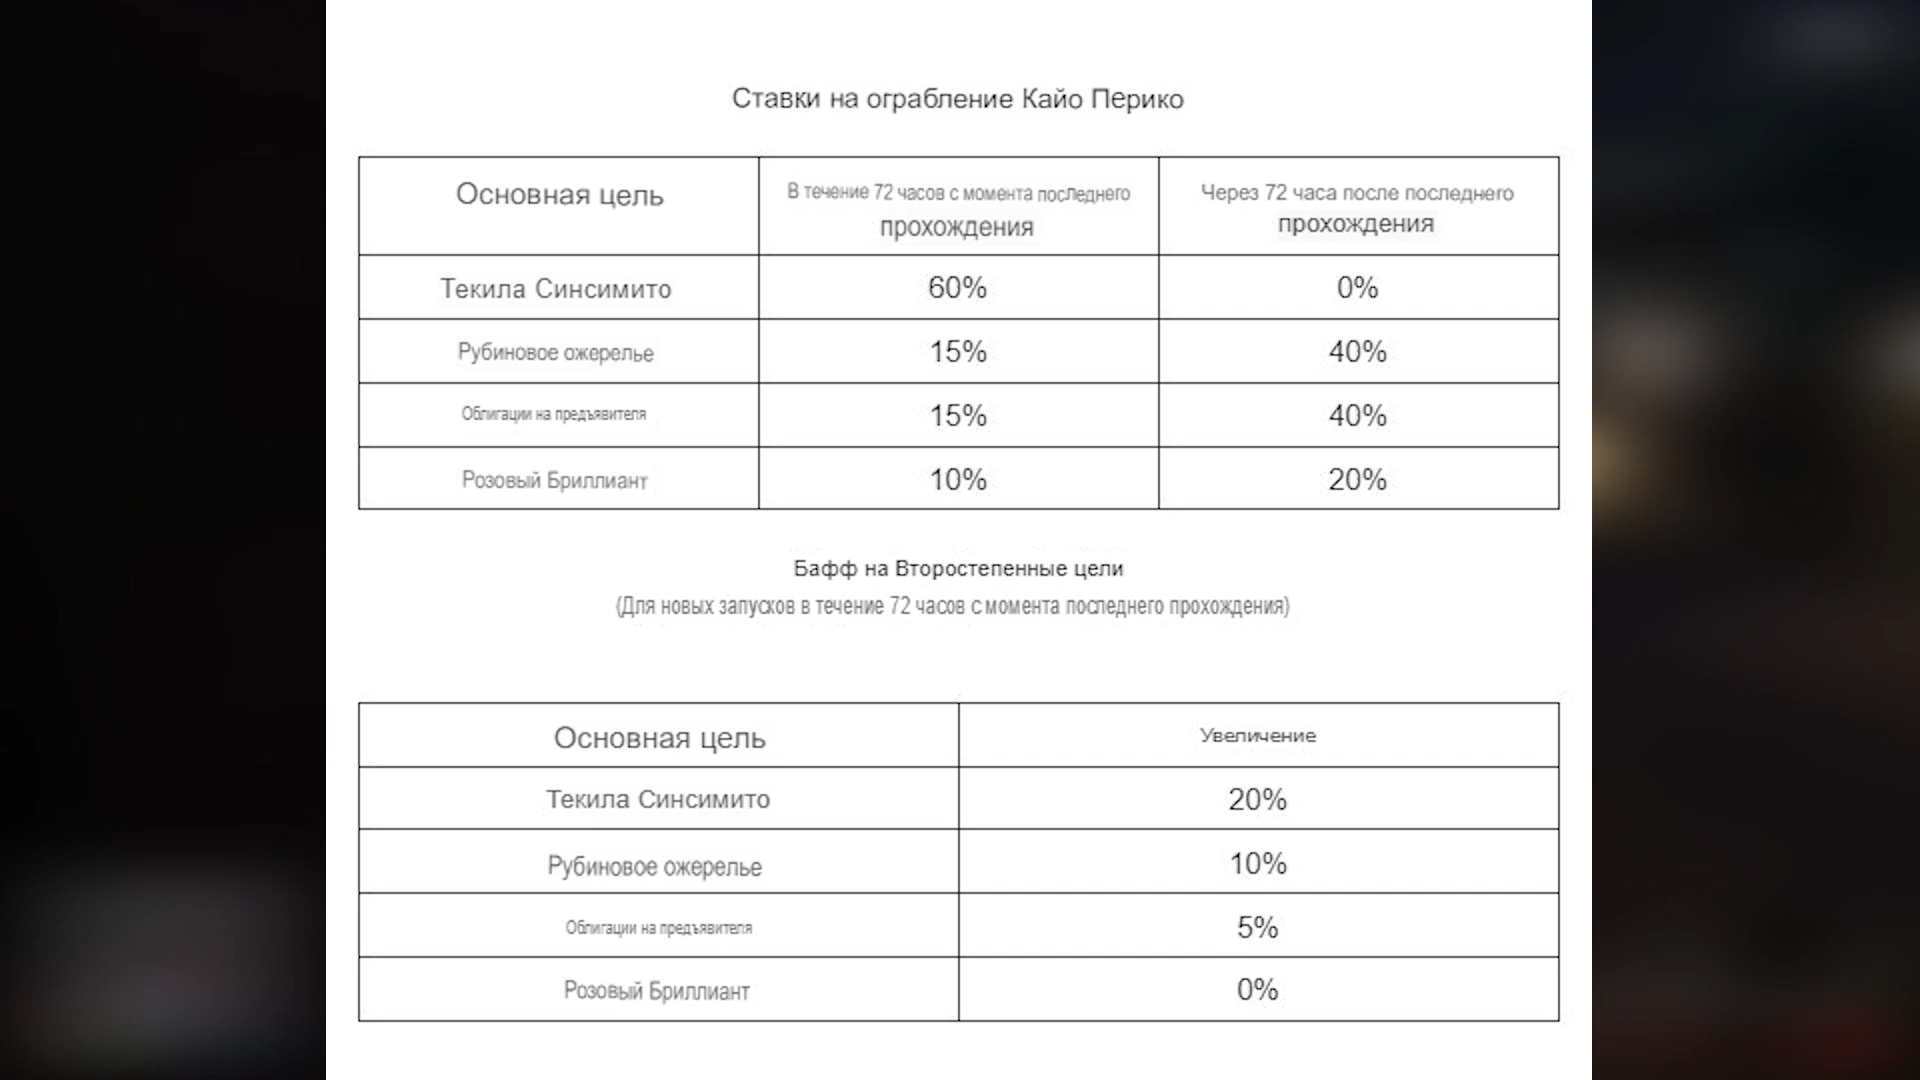 Ставки на ограбление Кайо Перико
Основная цель
В течение 72 часов с момента последнего
прохождения
Через 72 часа после последнего
прохождения
Текила Синсимито
60%
0%
Рубиновое ожерелье
15%
40%
Облигации на предъявителя
15%
40%
Розовый Бриллиант
10%
20%
Бафф на Второстепенные цели
(Для новых запусков в течение 72 часов с момента последнего прохождения)
Основная цель
Увеличение
Текила Синсимито
20%
Рубиновое ожерелье
10%
Облигации на предъявителя
5%
Розовый Бриллиант
0%